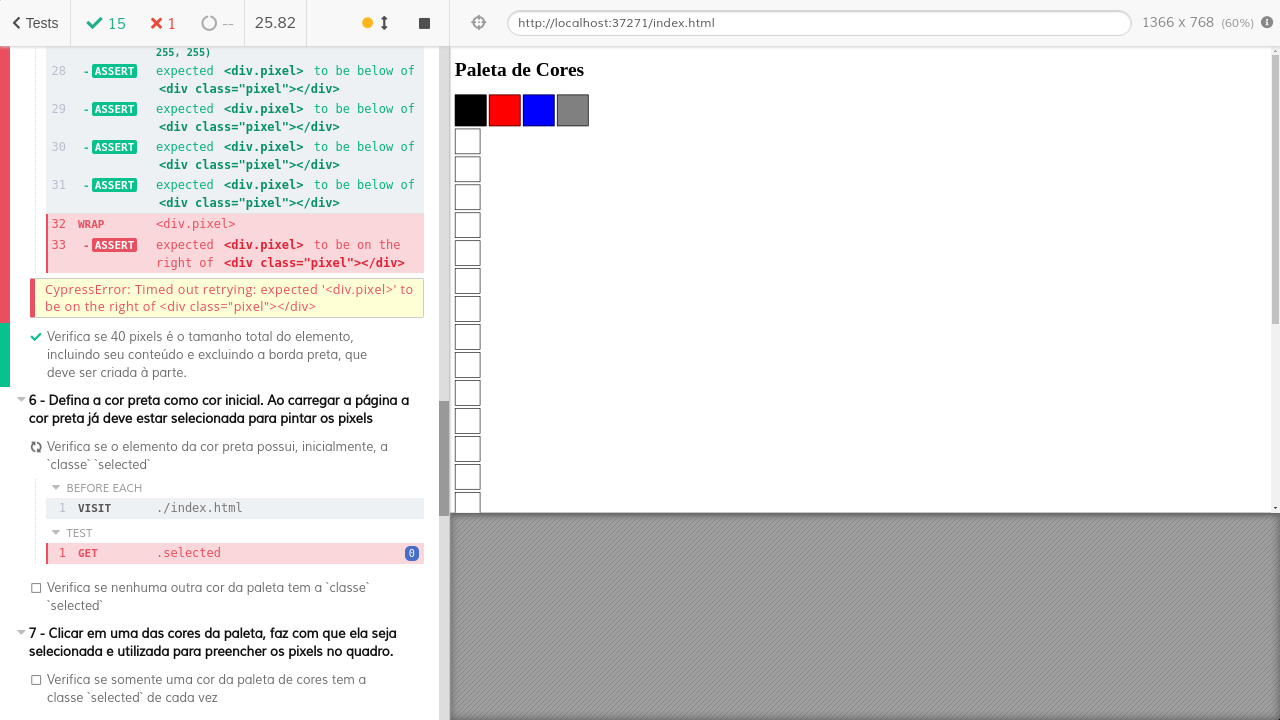 Tests
15
1
--
25.82
http://localhost:37271/index.html
1366 x 768 (60%)
255, 255)
28 - ASSERT expected <div.pixel> to be below of
<div class="pixel"></div>
29 - ASSERT expected <div.pixel> to be below of
<div class="pixel"></div>
30 - ASSERT expected <div.pixel> to be below of
<div class="pixel"></div>
31 - ASSERT expected <div.pixel> to be below of
<div class="pixel"></div>
32 WRAP <div.pixel>
33 - ASSERT expected <div.pixel> to be on the
right of <div class="pixel"></div>
CypressError: Timed out retrying: expected '<div.pixel>' to
be on the right of <div class="pixel"></div>
Verifica se 40 pixels é o tamanho total do elemento,
incluindo seu conteúdo e excluindo a borda preta, que
deve ser criada à parte.
6 - Defina a cor preta como cor inicial. Ao carregar a página a
cor preta já deve estar selecionada para pintar os pixels
Verifica se o elemento da cor preta possui, inicialmente, a
`classe` `selected`
BEFORE EACH
1 VISIT ./index.html
TEST
1 GET .selected 0
Verifica se nenhuma outra cor da paleta tem a `classe`
`selected`
7 - Clicar em uma das cores da paleta, faz com que ela seja
selecionada e utilizada para preencher os pixels no quadro.
Verifica se somente uma cor da paleta de cores tem a
classe `selected` de cada vez
Paleta de Cores